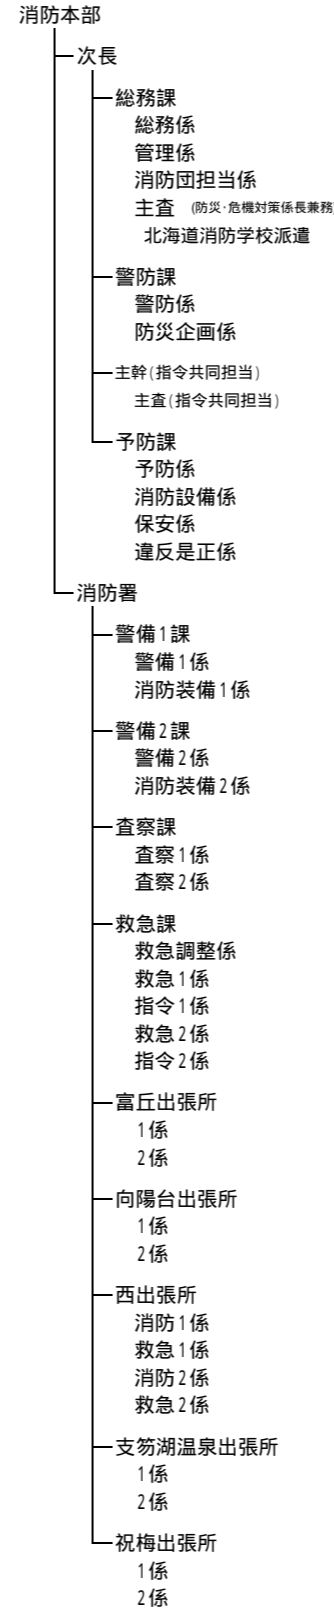 消防本部
次長
総務課
総務係
管理係
消防団担当係
主査 (防災・危機対策係長兼務)
北海道消防学校派遣
警防課
警防係
防災企画係
主幹(指令共同担当)
主査(指令共同担当)
予防課
予防係
消防設備係
保安係
違反是正係
消防署
警備1課
警備1係
消防装備1係
警備2課
警備2係
消防装備2係
査察課
査察1係
査察2係
救急課
救急調整係
救急1係
指令1係
救急2係
指令2係
富丘出張所
1係
2係
向陽台出張所
1係
2係
西出張所
消防1係
救急1係
消防2係
救急2係
支笏湖温泉出張所
1係
2係
祝梅出張所
1係
2係